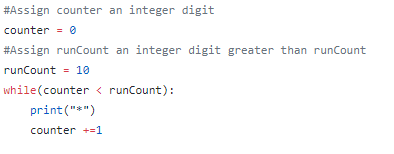 #Assign counter an integer digit
counter = 0
#Assign runCount an integer digit greater than runCount
runCount = 10
while(counter < runCount):
    print("*")
    counter +=1